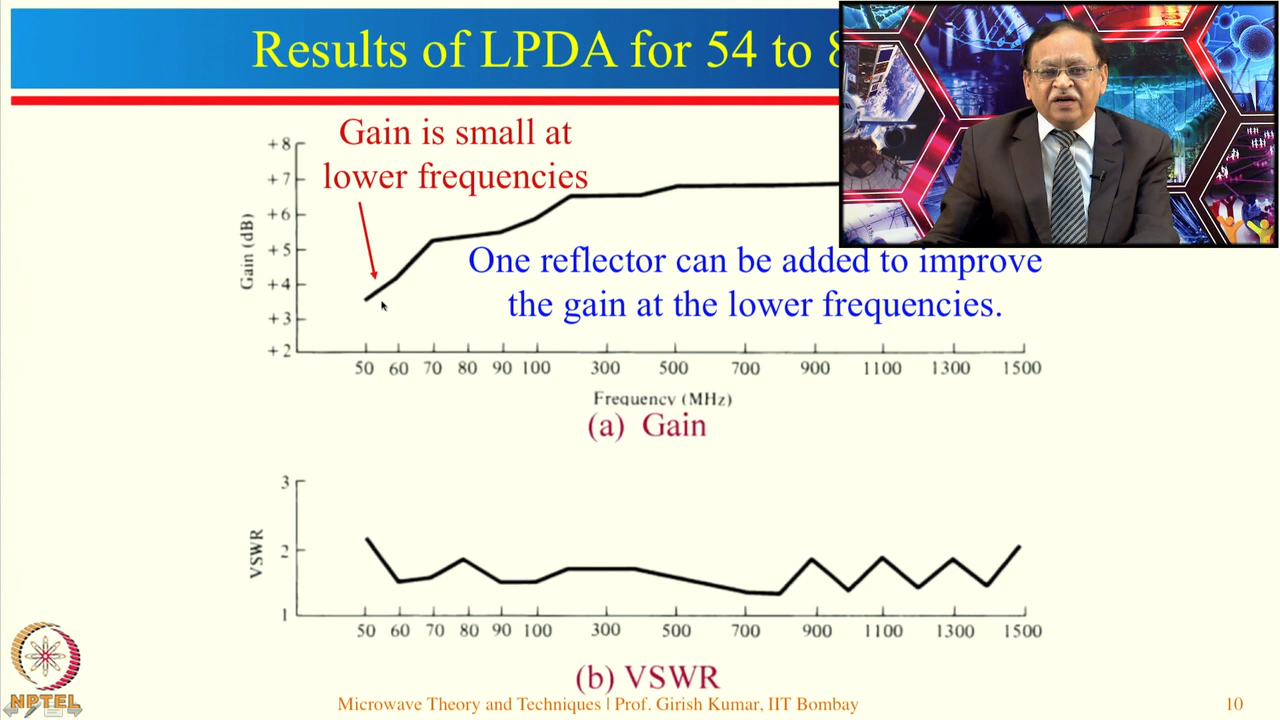 Results of LPDA for 54 to 8
Gain is small at
lower frequencies
One reflector can be added to improve
the gain at the lower frequencies.
Gain (dB)
+8
+7
+6
+5
+4
+3
+2
50 60 70 80 90 100 300 500 700 900 1100 1300 1500
Frequency (MHz)
(a) Gain
VSWR
3
2
1
50 60 70 80 90 100 300 500 700 900 1100 1300 1500
(b) VSWR
NPTEL
Microwave Theory and Techniques | Prof. Girish Kumar, IIT Bombay
10